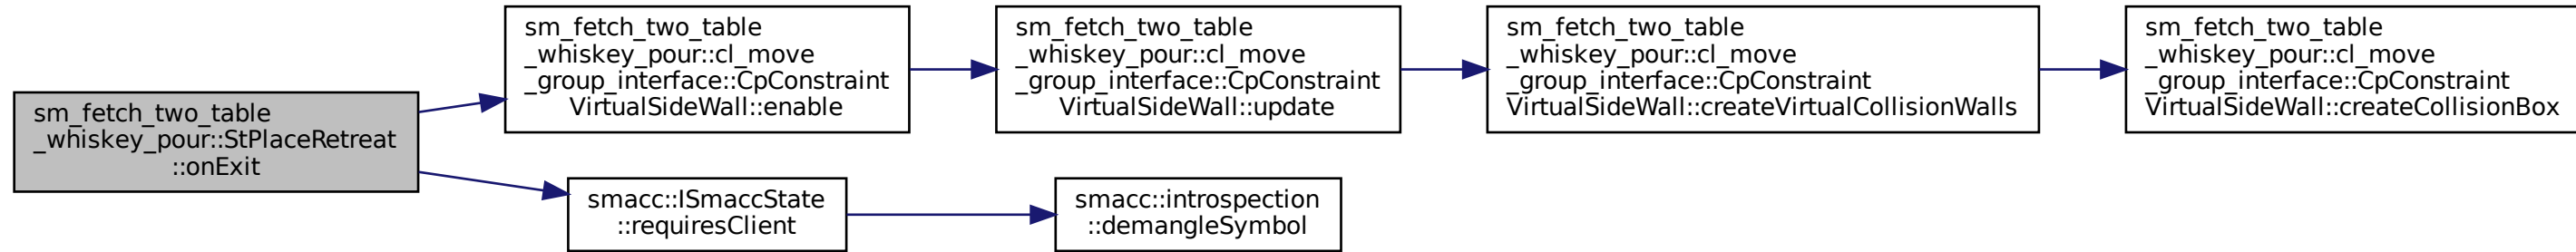 sm_fetch_two_table
_whiskey_pour::StPlaceRetreat
::onExit
sm_fetch_two_table
_whiskey_pour::cl_move
_group_interface::CpConstraint
VirtualSideWall::enable
sm_fetch_two_table
_whiskey_pour::cl_move
_group_interface::CpConstraint
VirtualSideWall::update
sm_fetch_two_table
_whiskey_pour::cl_move
_group_interface::CpConstraint
VirtualSideWall::createVirtualCollisionWalls
sm_fetch_two_table
_whiskey_pour::cl_move
_group_interface::CpConstraint
VirtualSideWall::createCollisionBox
smacc::ISmaccState
::requiresClient
smacc::introspection
::demangleSymbol